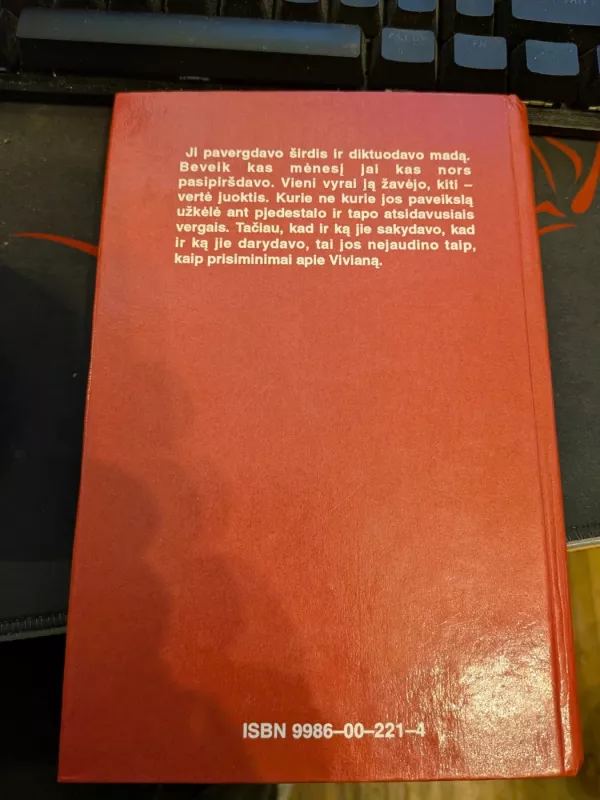 JI pavergdavo širdis ir diktuodavo madą.
Beveik kas mėnesį jai kas nors
pasipiršdavo. Vieni vyrai ją žavėjo, kiti –
vertė juoktis. Kurie ne kurie jos paveikslą
užkėlė ant pjedestalo ir tapo atsidavusiais
vergais. Tačiau, kad ir ką jie sakydavo, kad
ir ką jie darydavo, tai jos nejaudino taip,
kaip prisiminimai apie Vivianą.
ISBN 9986–00–221–4